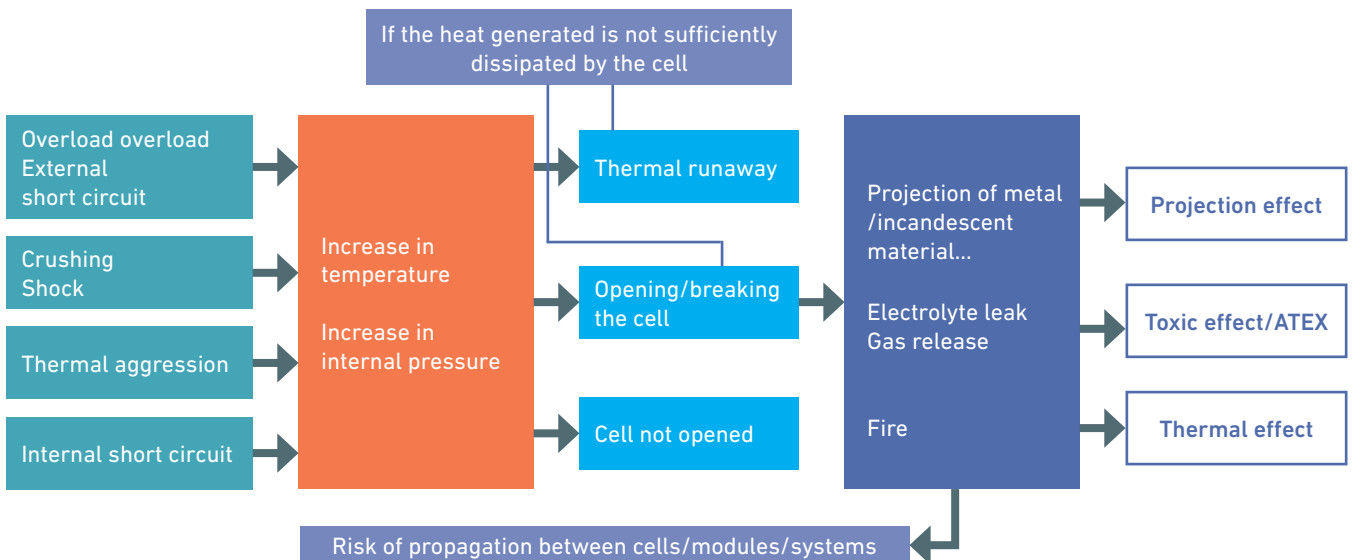 If the heat generated is not sufficiently
dissipated by the cell
Overload overload
External
short circuit
Crushing
Shock
Thermal aggression
Internal short circuit
Increase in
temperature
Increase in
internal pressure
Thermal runaway
Opening/breaking
the cell
Cell not opened
Projection of metal
/incandescent
material...
Electrolyte leak
Gas release
Fire
Projection effect
Toxic effect/ATEX
Thermal effect
Risk of propagation between cells/modules/systems